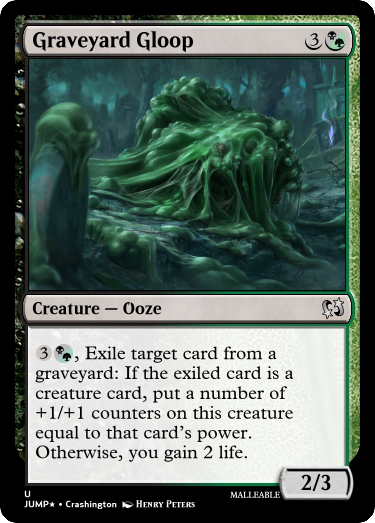 Graveyard Gloop 3
Creature — Ooze
3 , Exile target card from a
graveyard: If the exiled card is a
creature card, put a number of
+1/+1 counters on this creature
equal to that card's power.
Otherwise, you gain 2 life.
2/3
U
JUMP★ • Crashington Henry Peters
MALLEABLE